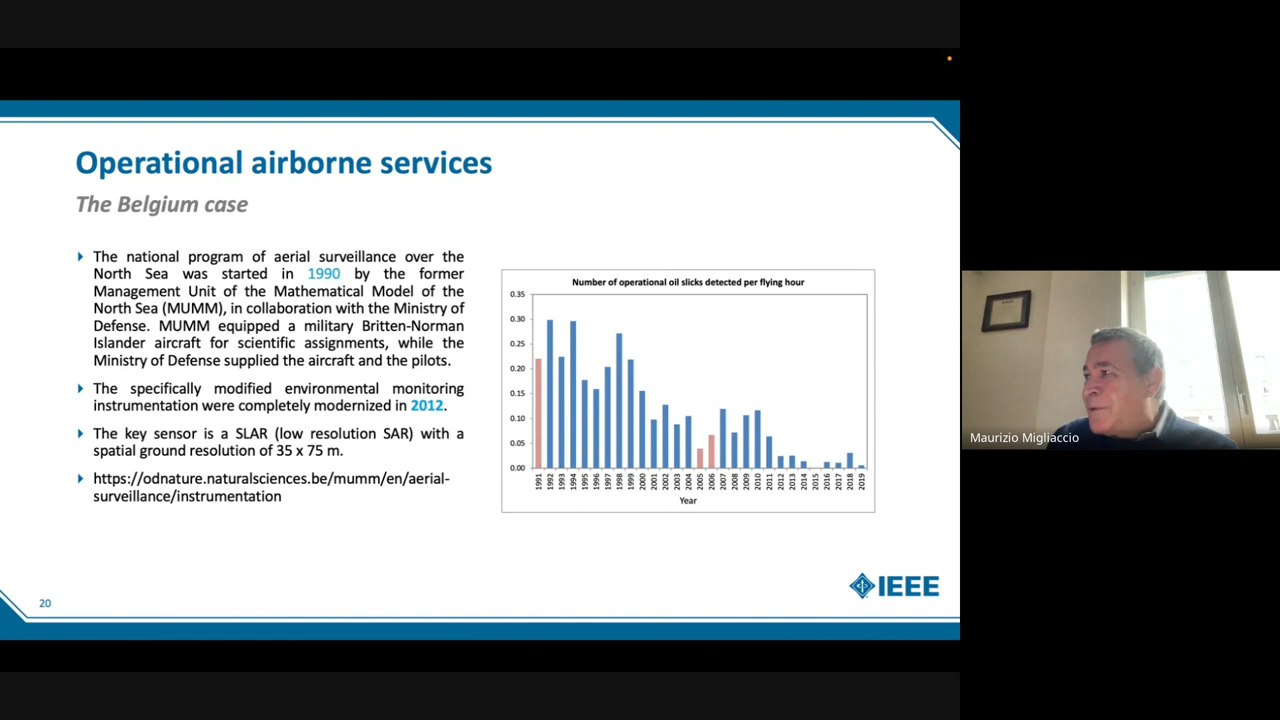 Operational airborne services
The Belgium case
The national program of aerial surveillance over the
North Sea was started in 1990 by the former
Management Unit of the Mathematical Model of the
North Sea (MUMM), in collaboration with the Ministry of
Defense. MUMM equipped a military Britten-Norman
Islander aircraft for scientific assignments, while the
Ministry of Defense supplied the aircraft and the pilots.
The specifically modified environmental monitoring
instrumentation were completely modernized in 2012.
The key sensor is a SLAR (low resolution SAR) with a
spatial ground resolution of 35 x 75 m.
https://odnature.naturalsciences.be/mumm/en/aerial-
surveillance/instrumentation
Number of operational oil slicks detected per flying hour
0.35
0.30
0.25
0.20
0.15
0.10
0.05
0.00
1991 1992 1993 1994 1995 1996 1997 1998 1999 2000 2001 2002 2003 2004 2005 2006 2007 2008 2009 2010 2011 2012 2013 2014 2015 2016 2017 2018 2019
Year
20
IEEE
Maurizio Migliaccio